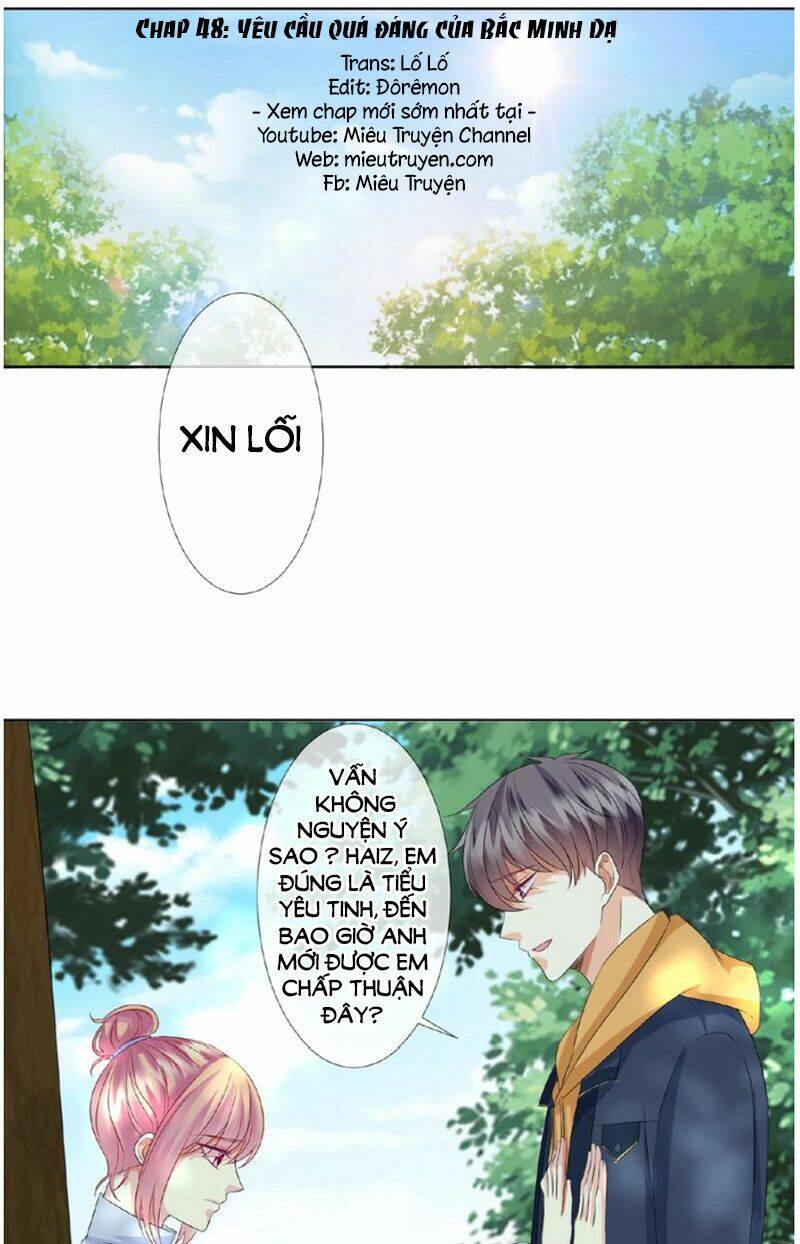 Chap 48: Yêu cầu quá đáng của Bắc Minh Dạ
Trans: Lố Lố
Edit: Đôrêmon
- Xem chap mới sớm nhất tại -
Youtube: Miêu Truyện Channel
Web: mieutruyen.com
Fb: Miêu Truyện
XIN LỖI
VẪN
KHÔNG
NGUYỆN Ý
SAO ? HAIZ, EM
ĐÚNG LÀ TIỂU
YÊU TINH, ĐẾN
BAO GIỜ ANH
MỚI ĐƯỢC EM
CHẤP THUẬN
ĐÂY?